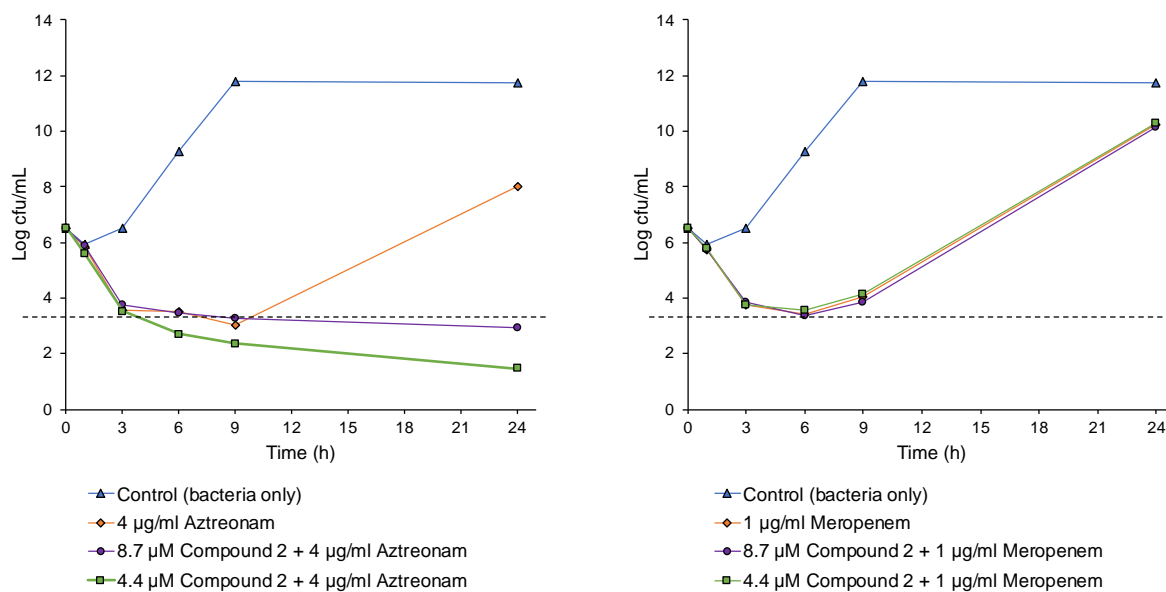 14
12
10
8
6
4
2
0
Log cfu/mL
0 3 6 9 12 15 18 21 24
Time (h)
Control (bacteria only)
4 µg/ml Aztreonam
8.7 µM Compound 2 + 4 µg/ml Aztreonam
4.4 µM Compound 2 + 4 µg/ml Aztreonam
14
12
10
8
6
4
2
0
Log cfu/mL
0 3 6 9 12 15 18 21 24
Time (h)
Control (bacteria only)
1 µg/ml Meropenem
8.7 µM Compound 2 + 1 µg/ml Meropenem
4.4 µM Compound 2 + 1 µg/ml Meropenem